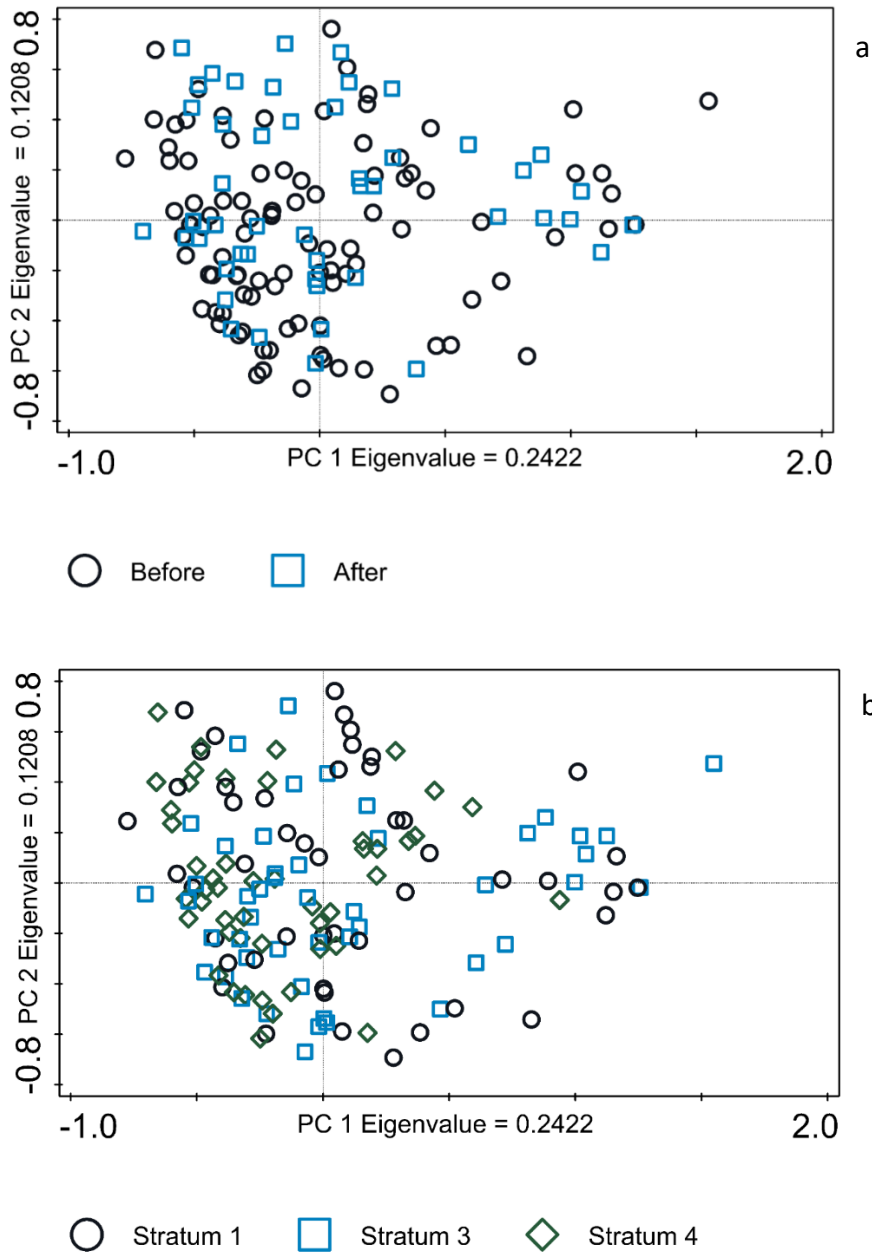 a
0.8
PC 2 Eigenvalue = 0.1208
-0.8
-1.0
PC 1 Eigenvalue = 0.2422
2.0
Before
After
b
0.8
PC 2 Eigenvalue = 0.1208
-0.8
-1.0
PC 1 Eigenvalue = 0.2422
2.0
Stratum 1
Stratum 3
Stratum 4